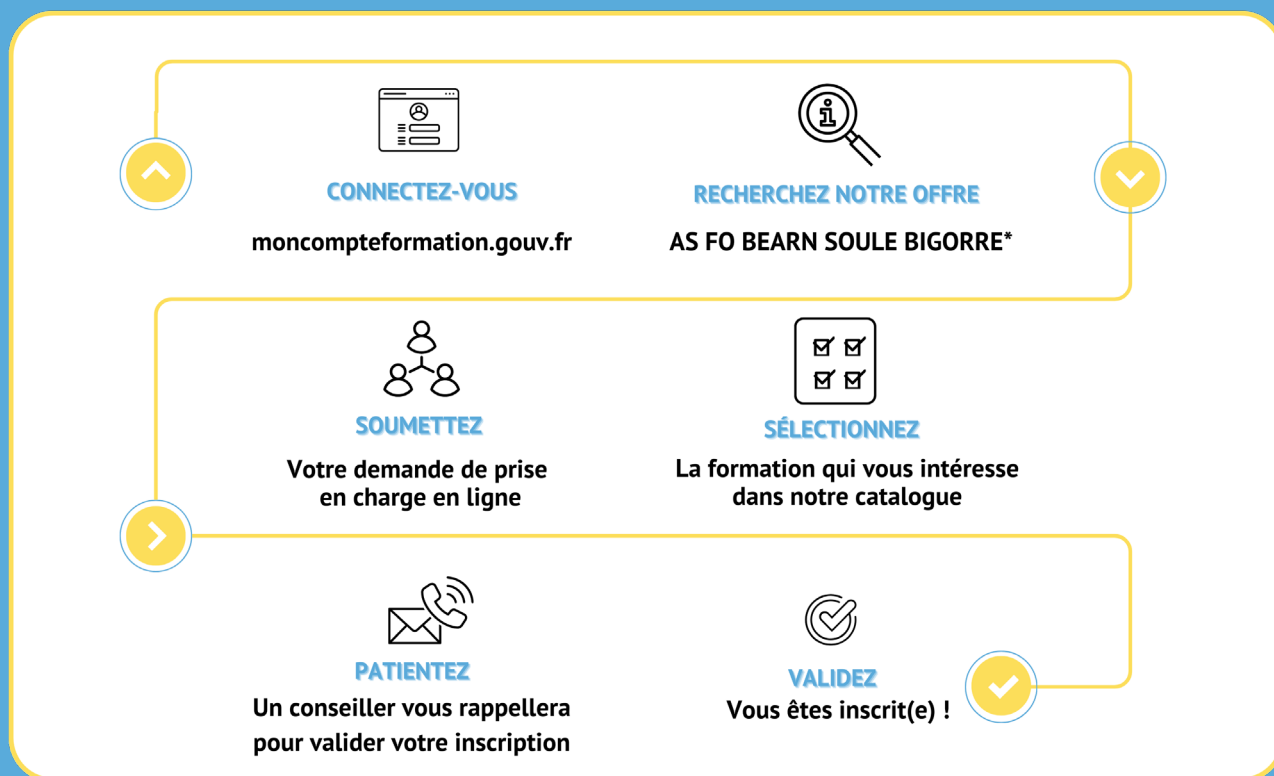 CONNECTEZ-VOUS
moncompteformation.gouv.fr
RECHERCHEZ NOTRE OFFRE
AS FO BEARN SOULE BIGORRE*
SÉLECTIONNEZ
La formation qui vous intéresse
dans notre catalogue
SOUMETTEZ
Votre demande de prise
en charge en ligne
PATIENTEZ
Un conseiller vous rappellera
pour valider votre inscription
VALIDEZ
Vous êtes inscrit(e) !